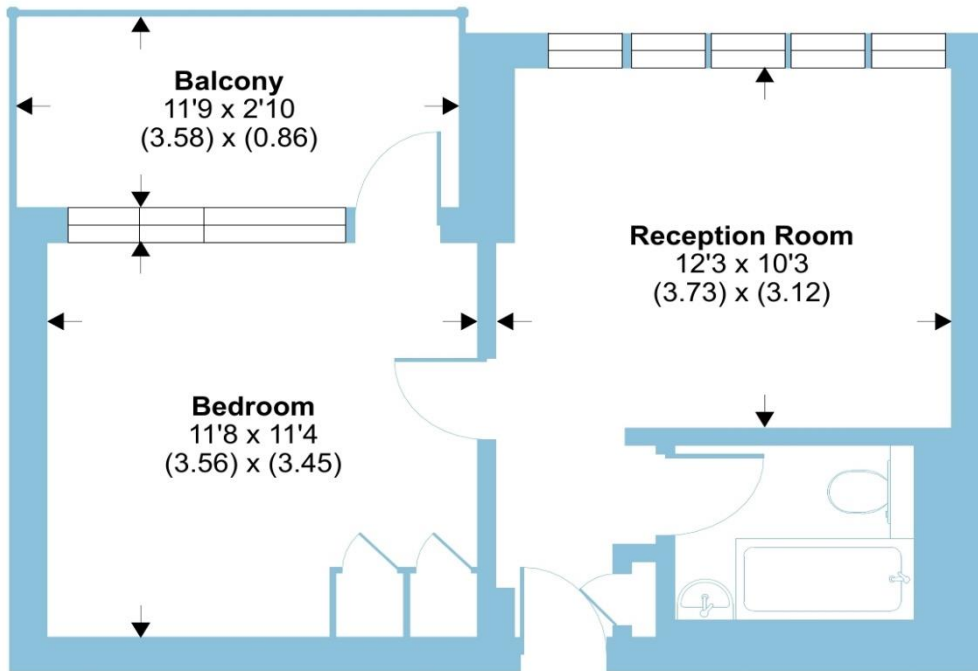 Balcony
11'9 x 2'10
(3.58) x (0.86)
Reception Room
12'3 x 10'3
(3.73) x (3.12)
Bedroom
11'8 x 11'4
(3.56) x (3.45)